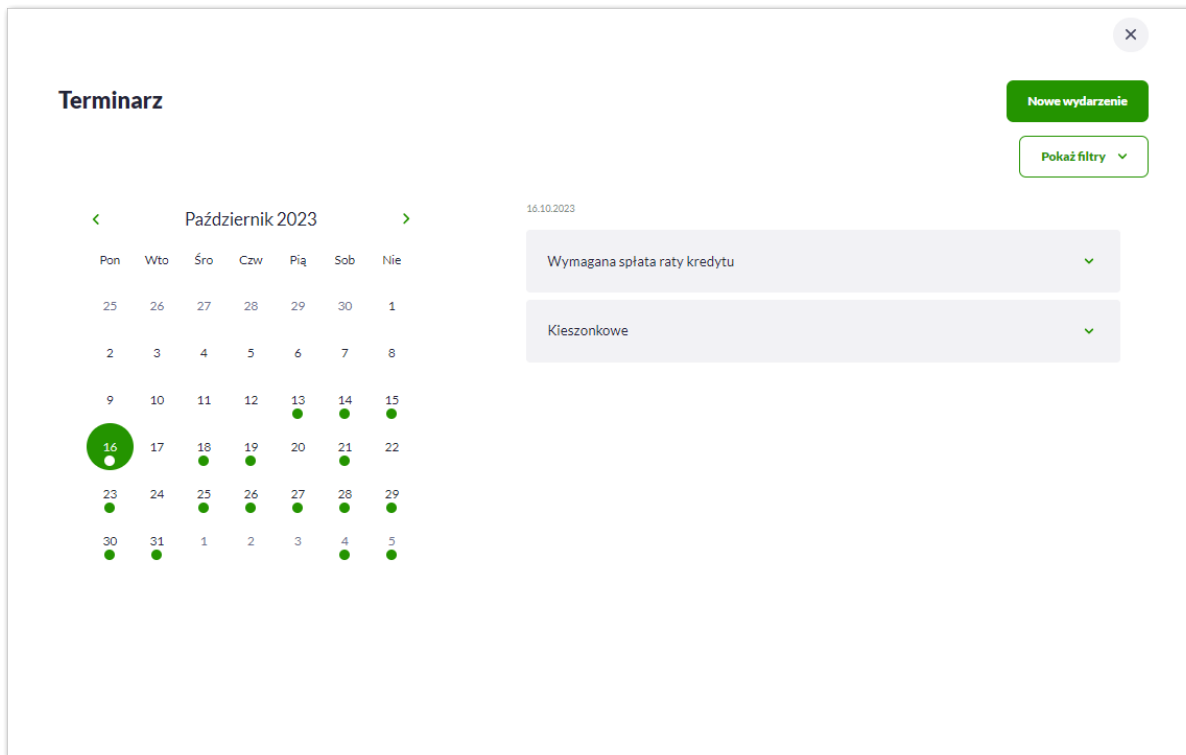 Terminarz
Nowe wydarzenie
Pokaż filtry
Październik 2023
Pon Wto Śro Czw Pią Sob Nie
25 26 27 28 29 30 1
2 3 4 5 6 7 8
9 10 11 12 13 14 15
16 17 18 19 20 21 22
23 24 25 26 27 28 29
30 31 1 2 3 4 5
16.10.2023
Wymagana spłata raty kredytu
Kieszonkowe